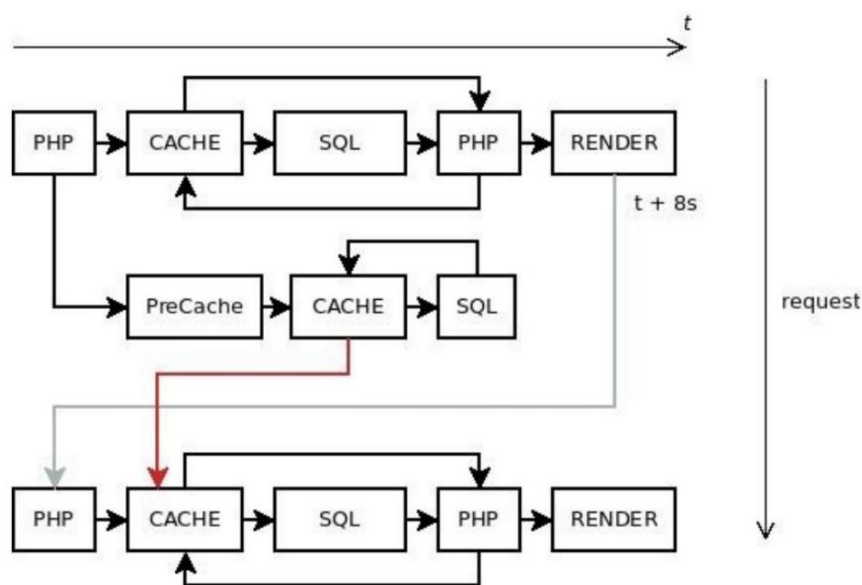 t
PHP
CACHE
SQL
PHP
RENDER
t + 8s
PreCache
CACHE
SQL
request
PHP
CACHE
SQL
PHP
RENDER